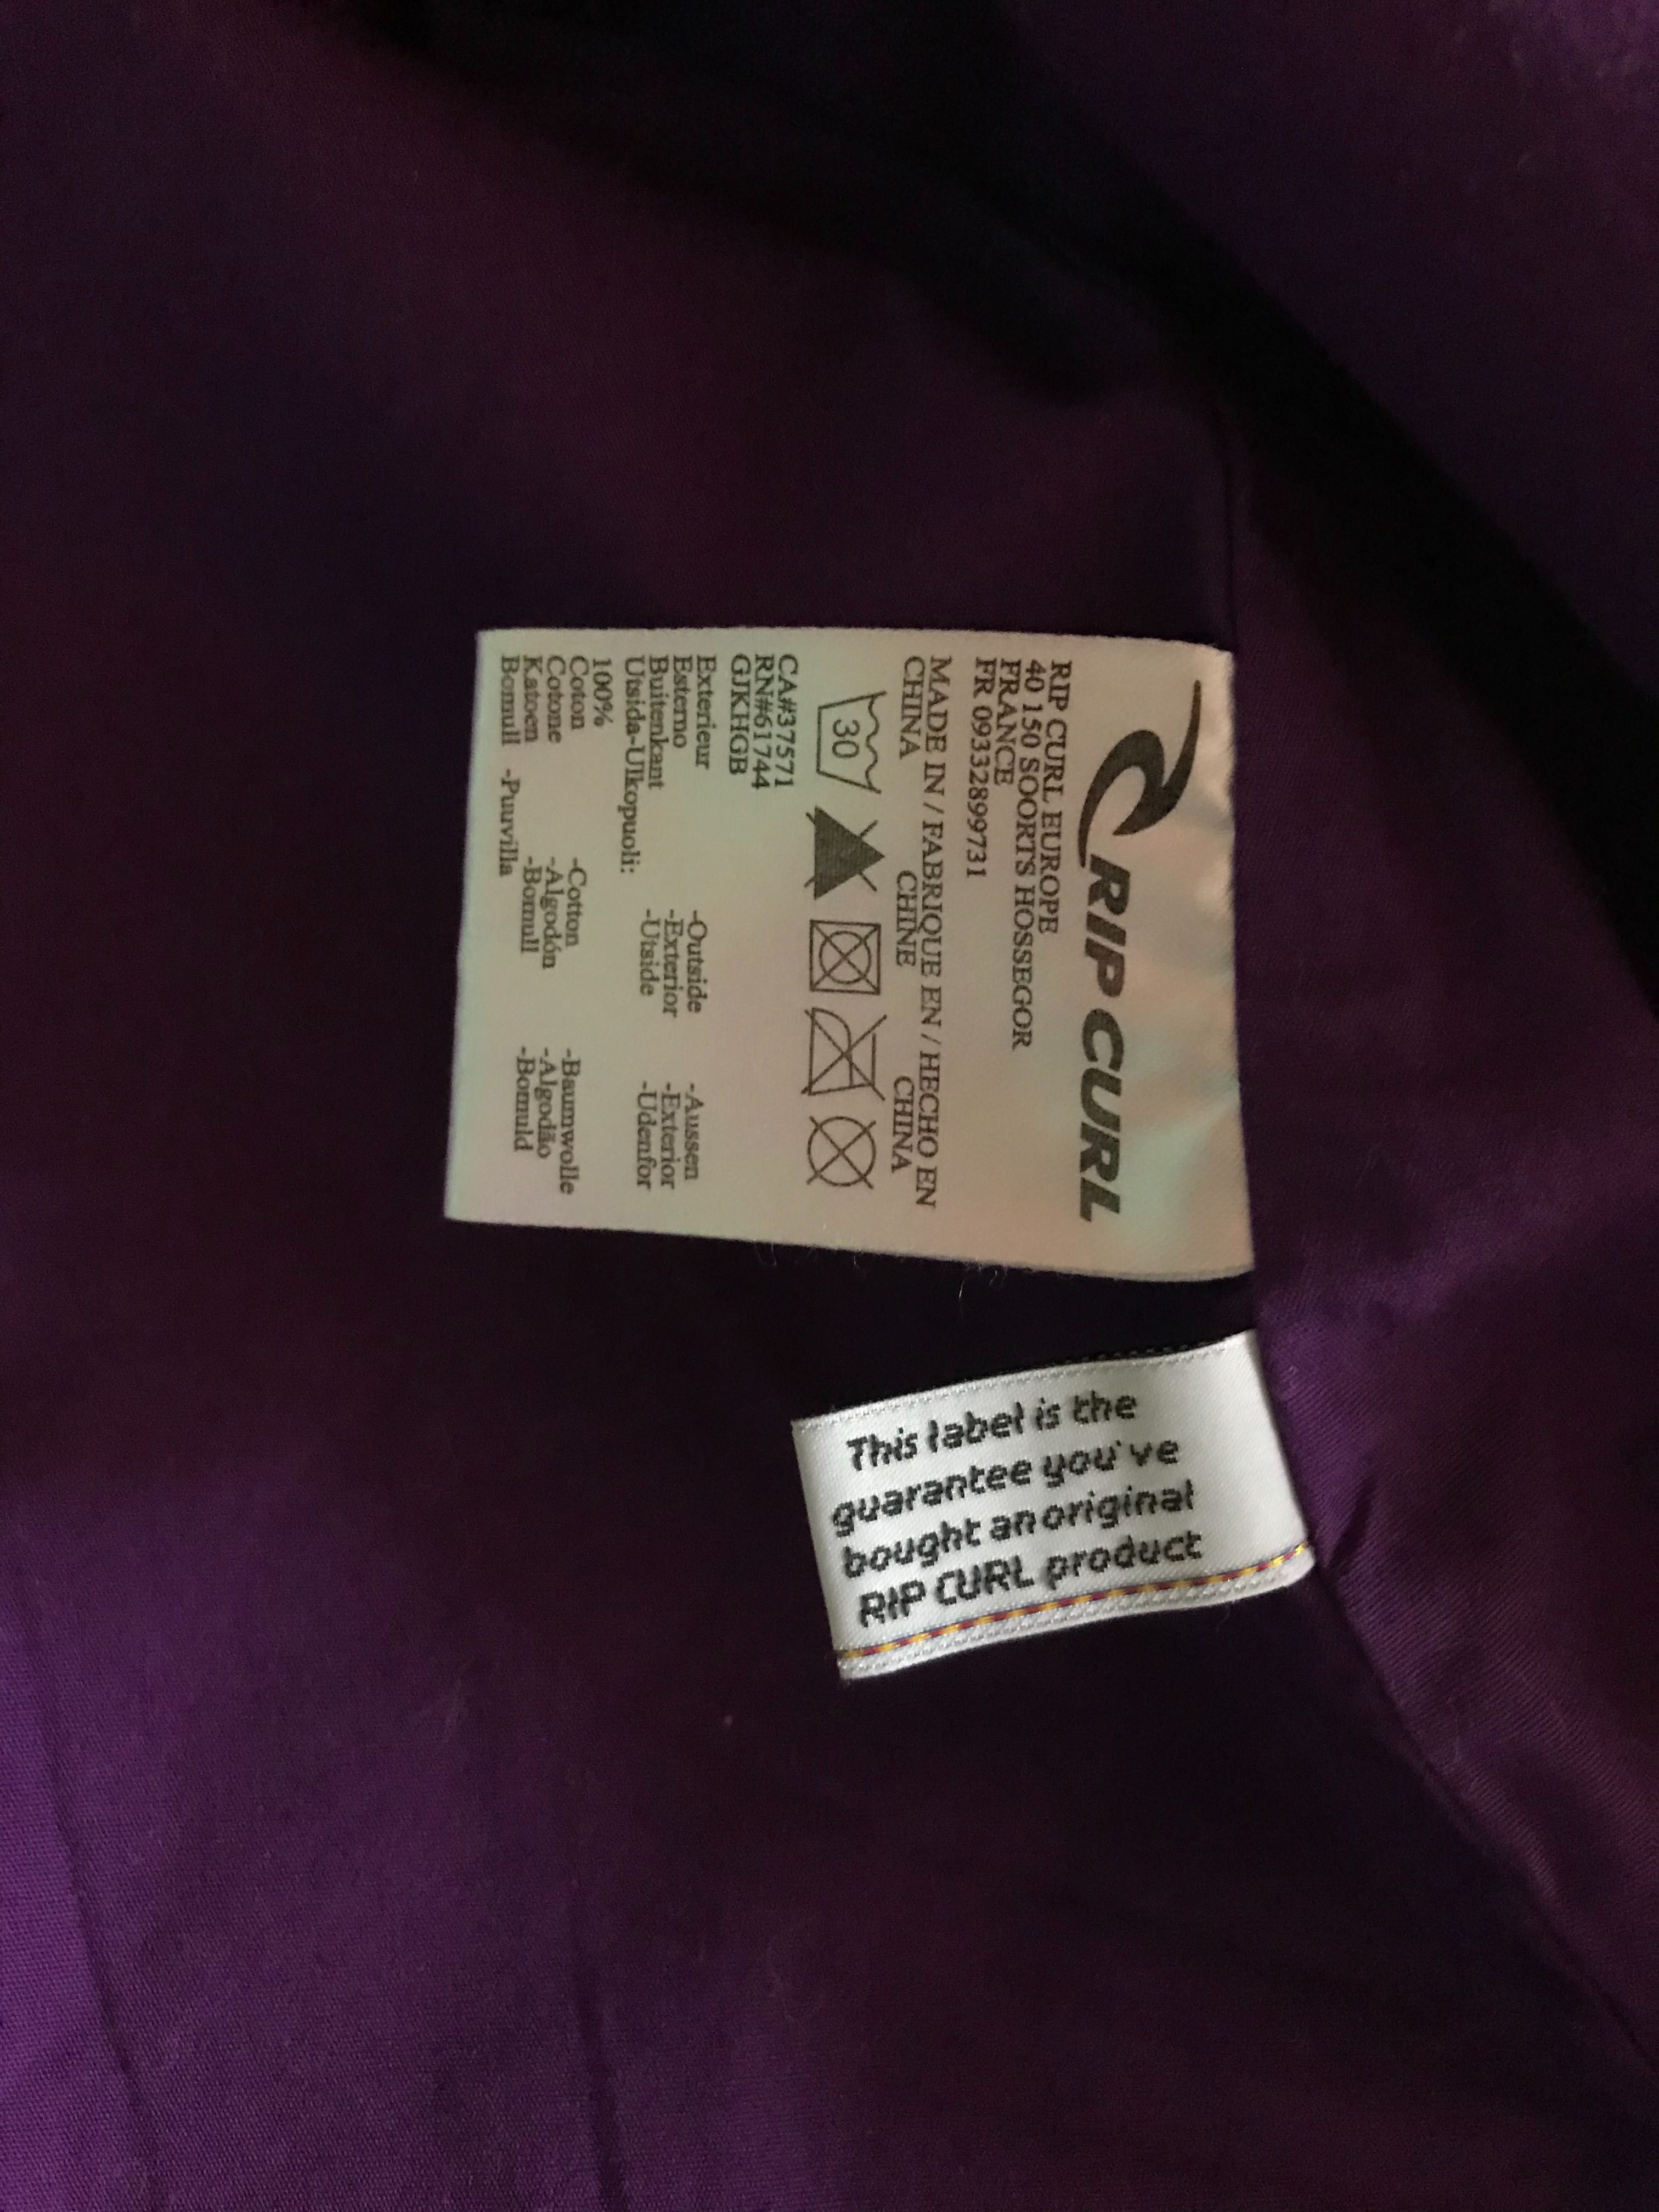 RIP CURL
RIP CURL EUROPE
40 150 SOORTS HOSSEGOR
FRANCE
FR 09332899731
MADE IN / FABRIQUE EN / HECHO EN
CHINA CHINE CHINA
30
CA#37571
RN#61744
GJKHGB
Exterieur -Outside -Aussen
Esterno -Exterior -Exterior
Buitenkant -Utside -Udenfor
Utsida-Ulkopuoli:
100%
Coton -Cotton -Baumwolle
Cotone -Algodón -Algodão
Katoen -Bomull -Bomuld
Bomull -Puuvilla
This label is the
guarantee you've
bought an original
RIP CURL product